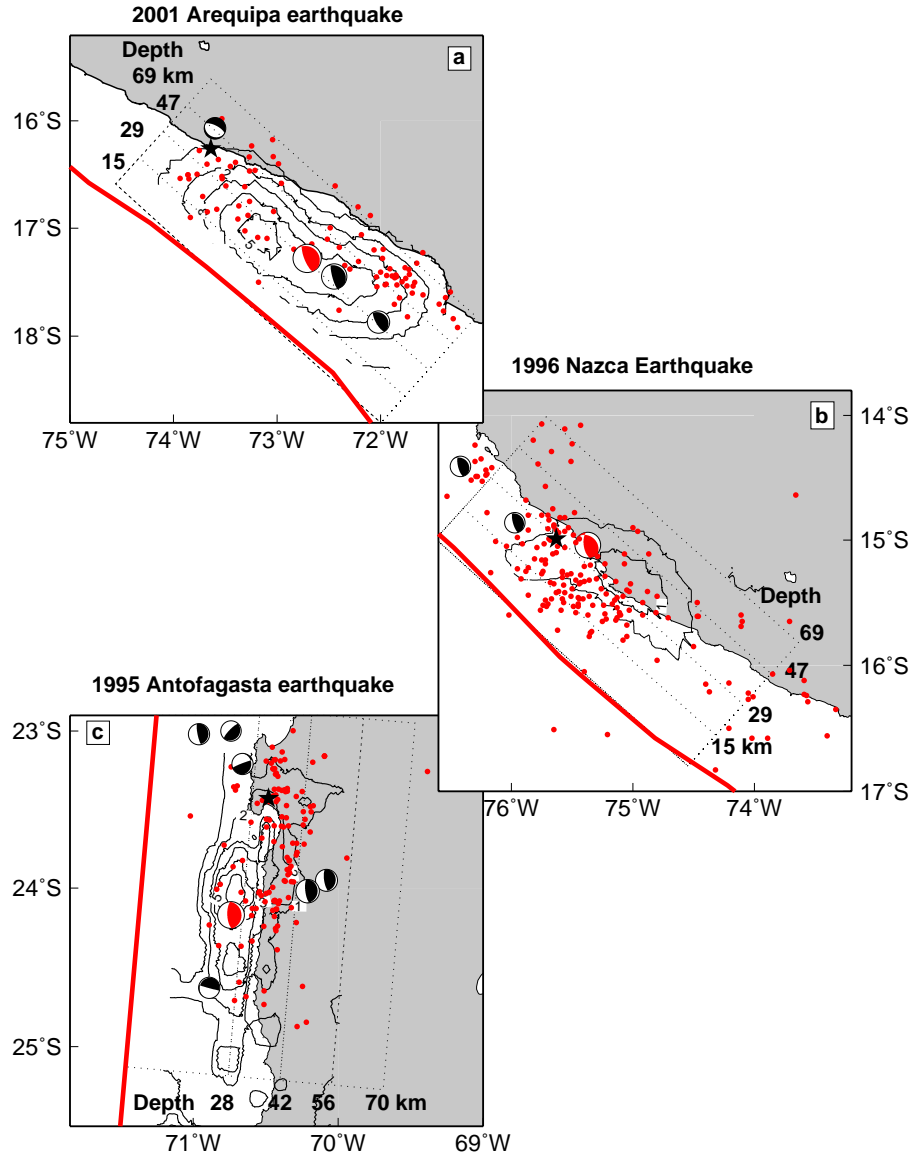 2001 Arequipa earthquake
a
Depth
69 km
47
29
15
16°S
17°S
18°S
75°W 74°W 73°W 72°W
1996 Nazca Earthquake
b
14°S
15°S
Depth
69
47
29
15 km
16°S
17°S
76°W 75°W 74°W
1995 Antofagasta earthquake
c
23°S
2
24°S
1
25°S
Depth 28 42 56 70 km
71°W 70°W 69°W